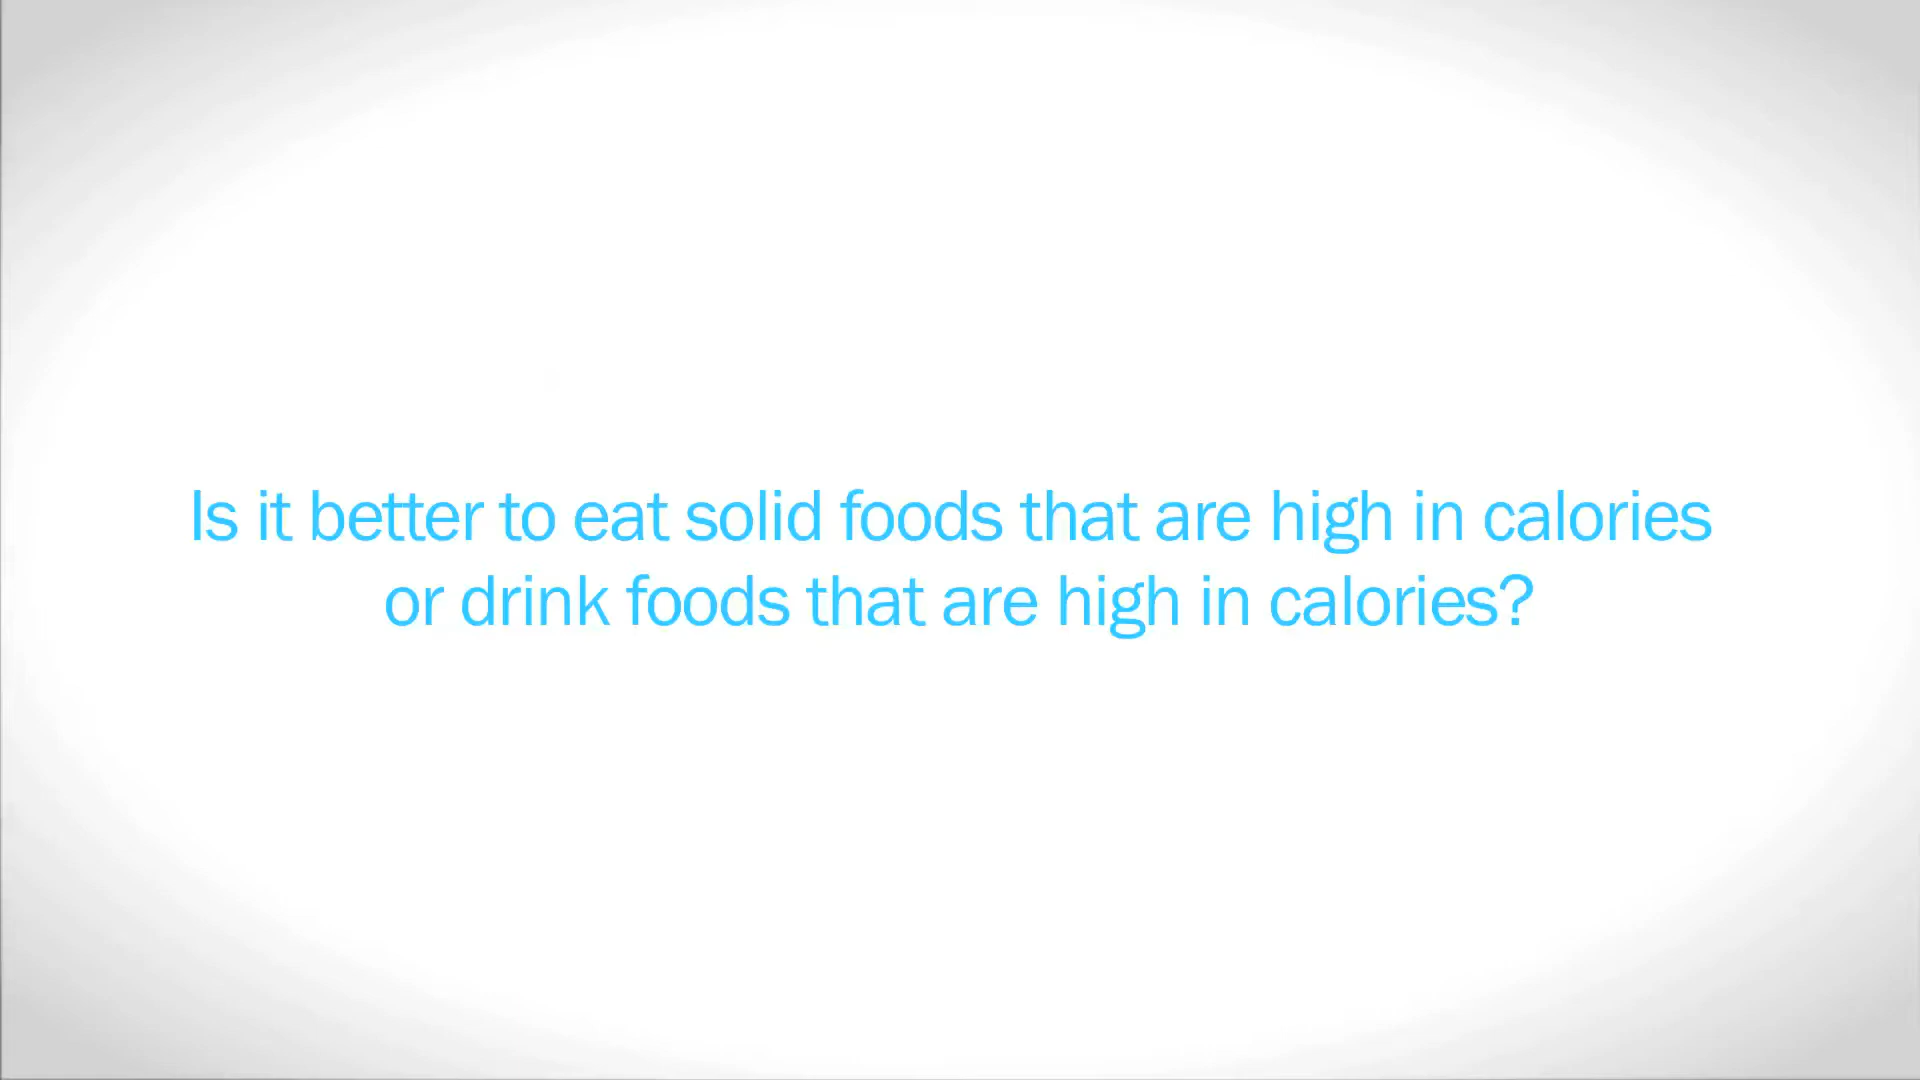 Is it better to eat solid foods that are high in calories
or drink foods that are high in calories?